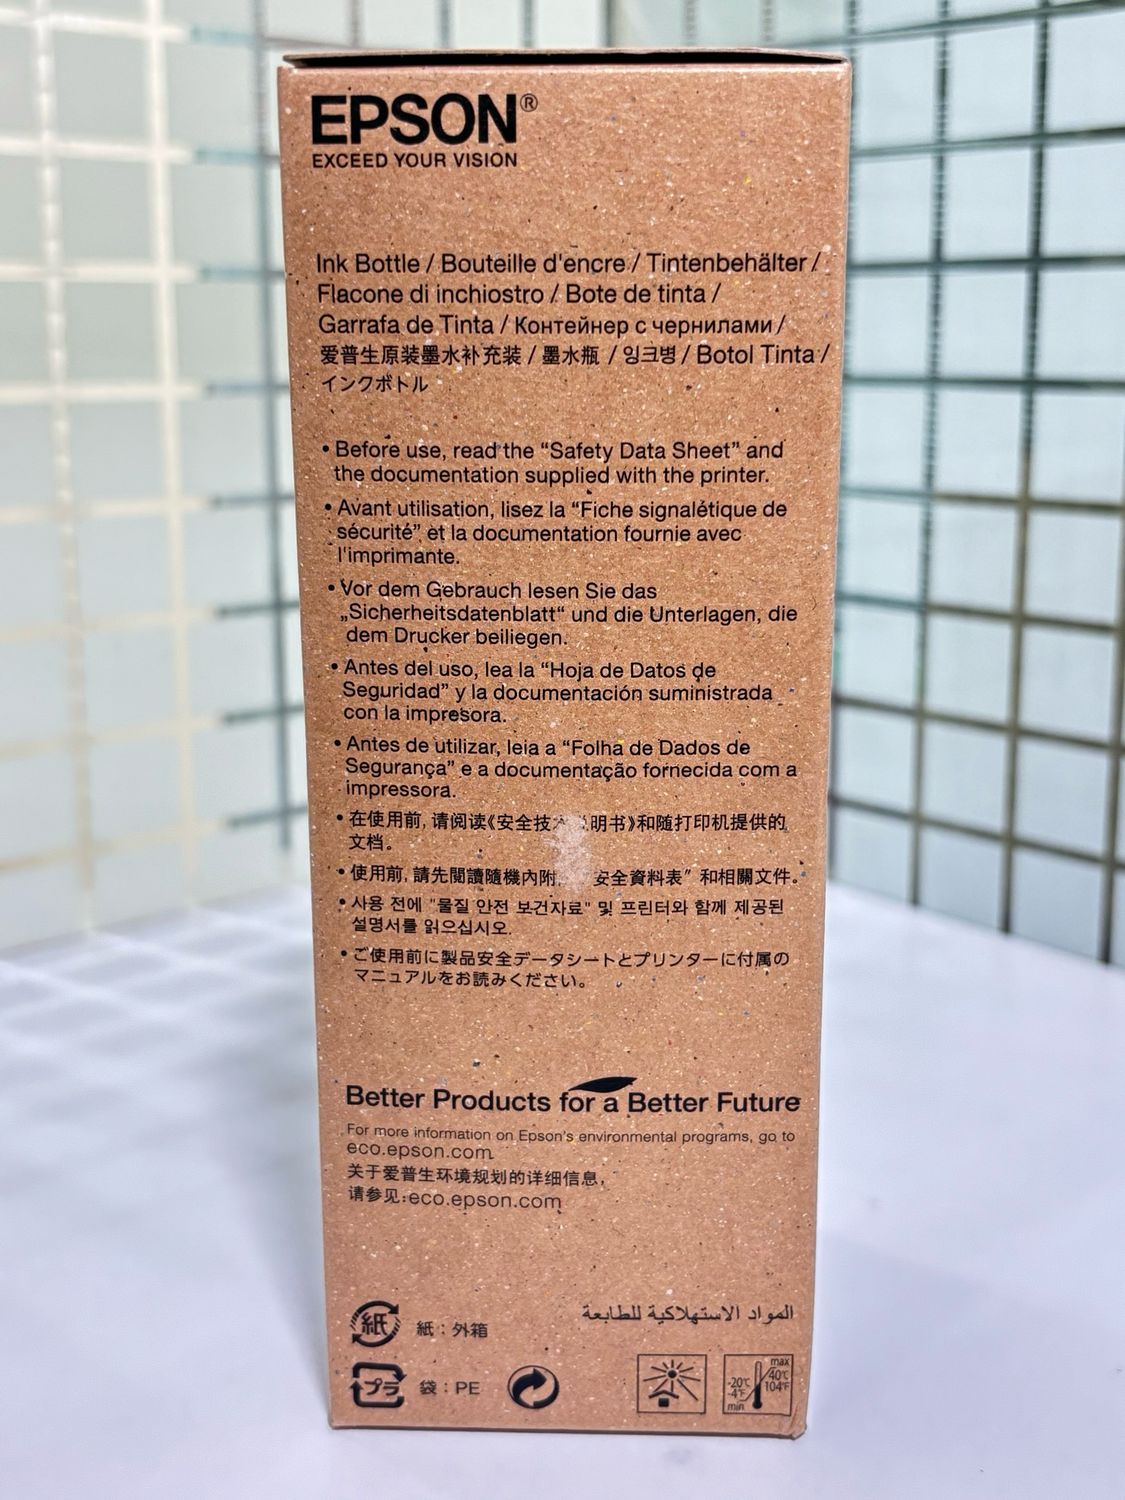 EPSON®
EXCEED YOUR VISION
Ink Bottle / Bouteille d'encre / Tintenbehälter /
Flacone di inchiostro / Bote de tinta /
Garrafa de Tinta / Контейнер с чернилами /
爱普生原装墨水补充装 / 墨水瓶 / 잉크병 / Botol Tinta /
インクボトル
• Before use, read the “Safety Data Sheet” and
the documentation supplied with the printer.
• Avant utilisation, lisez la “Fiche signalétique de
sécurité” et la documentation fournie avec
l'imprimante.
• Vor dem Gebrauch lesen Sie das
„Sicherheitsdatenblatt“ und die Unterlagen, die
dem Drucker beiliegen.
• Antes del uso, lea la “Hoja de Datos de
Seguridad” y la documentación suministrada
con la impresora.
• Antes de utilizar, leia a “Folha de Dados de
Segurança” e a documentação fornecida com a
impressora.
• 在使用前, 请阅读《安全技 明书》和随打印机提供的
文档。
• 使用前, 請先閱讀隨機內附 安全資料表” 和相關文件。
• 사용 전에 "물질 안전 보건자료" 및 프린터와 함께 제공된
설명서를 읽으십시오.
• ご使用前に製品安全データシートとプリンターに付属の
マニュアルをお読みください。
Better Products for a Better Future
For more information on Epson's environmental programs, go to
eco.epson.com
关于爱普生环境规划的详细信息,
请参见:eco.epson.com
المواد الاستهلاكية للطابعة
紙 紙：外箱
プラ 袋：PE
max
40°C
104°F
-20°C
-4°F
min